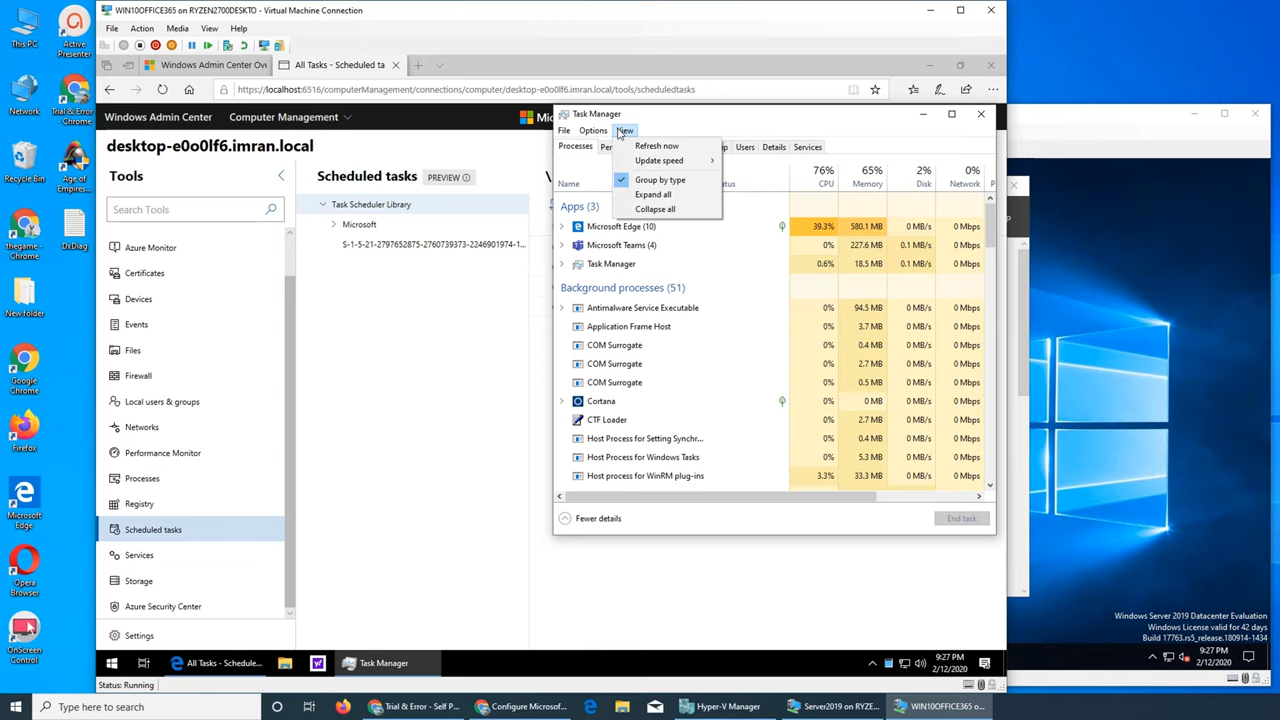 This PC
Active
Presenter
Network
Trial & Error -
Chrome
Recycle Bin
Age of
Empires...
thegame -
Chrome
DxDiag
New folder
Google
Chrome
Firefox
Microsoft
Edge
Opera
Browser
OnScreen
Control
WIN10OFFICE365 on RYZEN2700DESKTO - Virtual Machine Connection
File Action Media View Help
Windows Admin Center Ov
All Tasks - Scheduled ta
https://localhost:6516/computerManagement/connections/computer/desktop-e0o0lf6.imran.local/tools/scheduledtasks
Windows Admin Center
Computer Management
desktop-e0o0lf6.imran.local
Tools
Search Tools
Azure Monitor
Certificates
Devices
Events
Files
Firewall
Local users & groups
Networks
Performance Monitor
Processes
Registry
Scheduled tasks
Services
Storage
Azure Security Center
Settings
Scheduled tasks
PREVIEW
Task Scheduler Library
Microsoft
S-1-5-21-2797652875-2760739373-2246901974-1...
Task Manager
File Options View
Processes Users Details Services
Refresh now
Update speed
Group by type
Expand all
Collapse all
76% 65% 2% 0%
Name CPU Memory Disk Network
Apps (3)
Microsoft Edge (10) 39.3% 580.1 MB 0 MB/s 0 Mbps
Microsoft Teams (4) 0% 227.6 MB 0.1 MB/s 0 Mbps
Task Manager 0.6% 18.5 MB 0.1 MB/s 0 Mbps
Background processes (51)
Antimalware Service Executable 0% 94.5 MB 0 MB/s 0 Mbps
Application Frame Host 0% 3.7 MB 0 MB/s 0 Mbps
COM Surrogate 0% 0.4 MB 0 MB/s 0 Mbps
COM Surrogate 0% 2.7 MB 0 MB/s 0 Mbps
COM Surrogate 0% 0.5 MB 0 MB/s 0 Mbps
Cortana 0% 0 MB 0 MB/s 0 Mbps
CTF Loader 0% 2.7 MB 0 MB/s 0 Mbps
Host Process for Setting Synchr... 0% 0.4 MB 0 MB/s 0 Mbps
Host Process for Windows Tasks 0% 5.3 MB 0 MB/s 0 Mbps
Host process for WinRM plug-ins 3.3% 33.3 MB 0 MB/s 0 Mbps
Fewer details
End task
All Tasks - Schedule...
Task Manager
9:27 PM
2/12/2020
Status: Running
Windows Server 2019 Datacenter Evaluation
Windows License valid for 42 days
Build 17763.rs5_release.180914-1434
9:27 PM
2/12/2020
Type here to search
Trial & Error - Self P...
Configure Microsof...
Hyper-V Manager
Server2019 on RYZE...
WIN10OFFICE365 o...